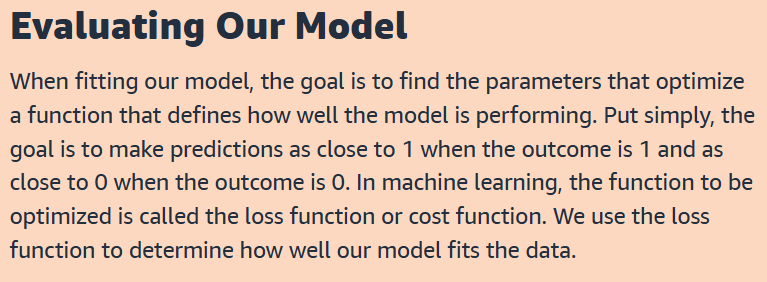 Evaluating Our Model
When fitting our model, the goal is to find the parameters that optimize
a function that defines how well the model is performing. Put simply, the
goal is to make predictions as close to 1 when the outcome is 1 and as
close to 0 when the outcome is 0. In machine learning, the function to be
optimized is called the loss function or cost function. We use the loss
function to determine how well our model fits the data.